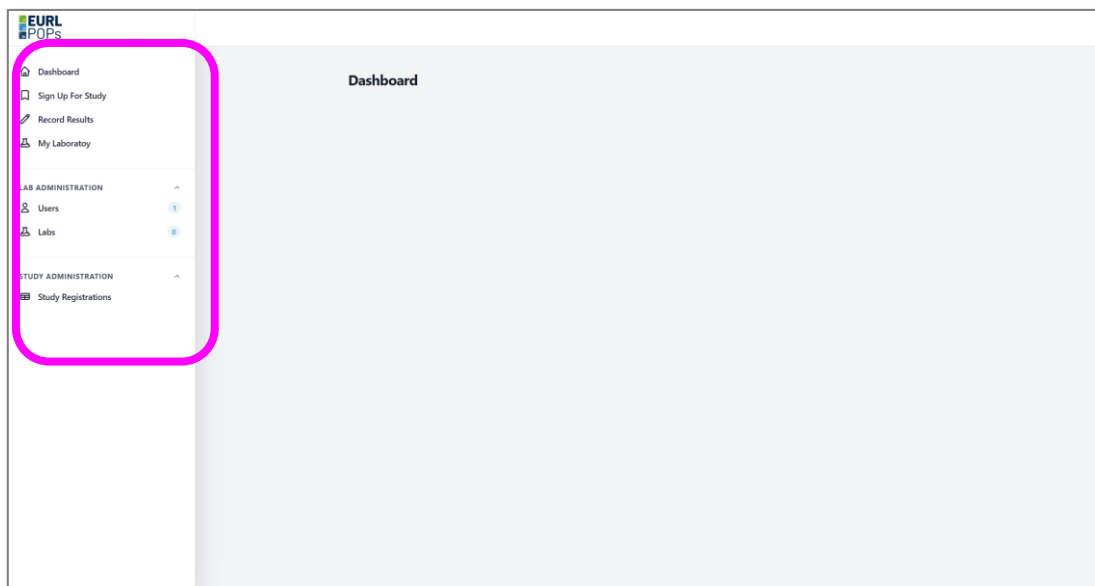 EURL
POPs
Dashboard
Sign Up For Study
Record Results
My Laboratoy
LAB ADMINISTRATION
Users 1
Labs 0
STUDY ADMINISTRATION
Study Registrations
Dashboard